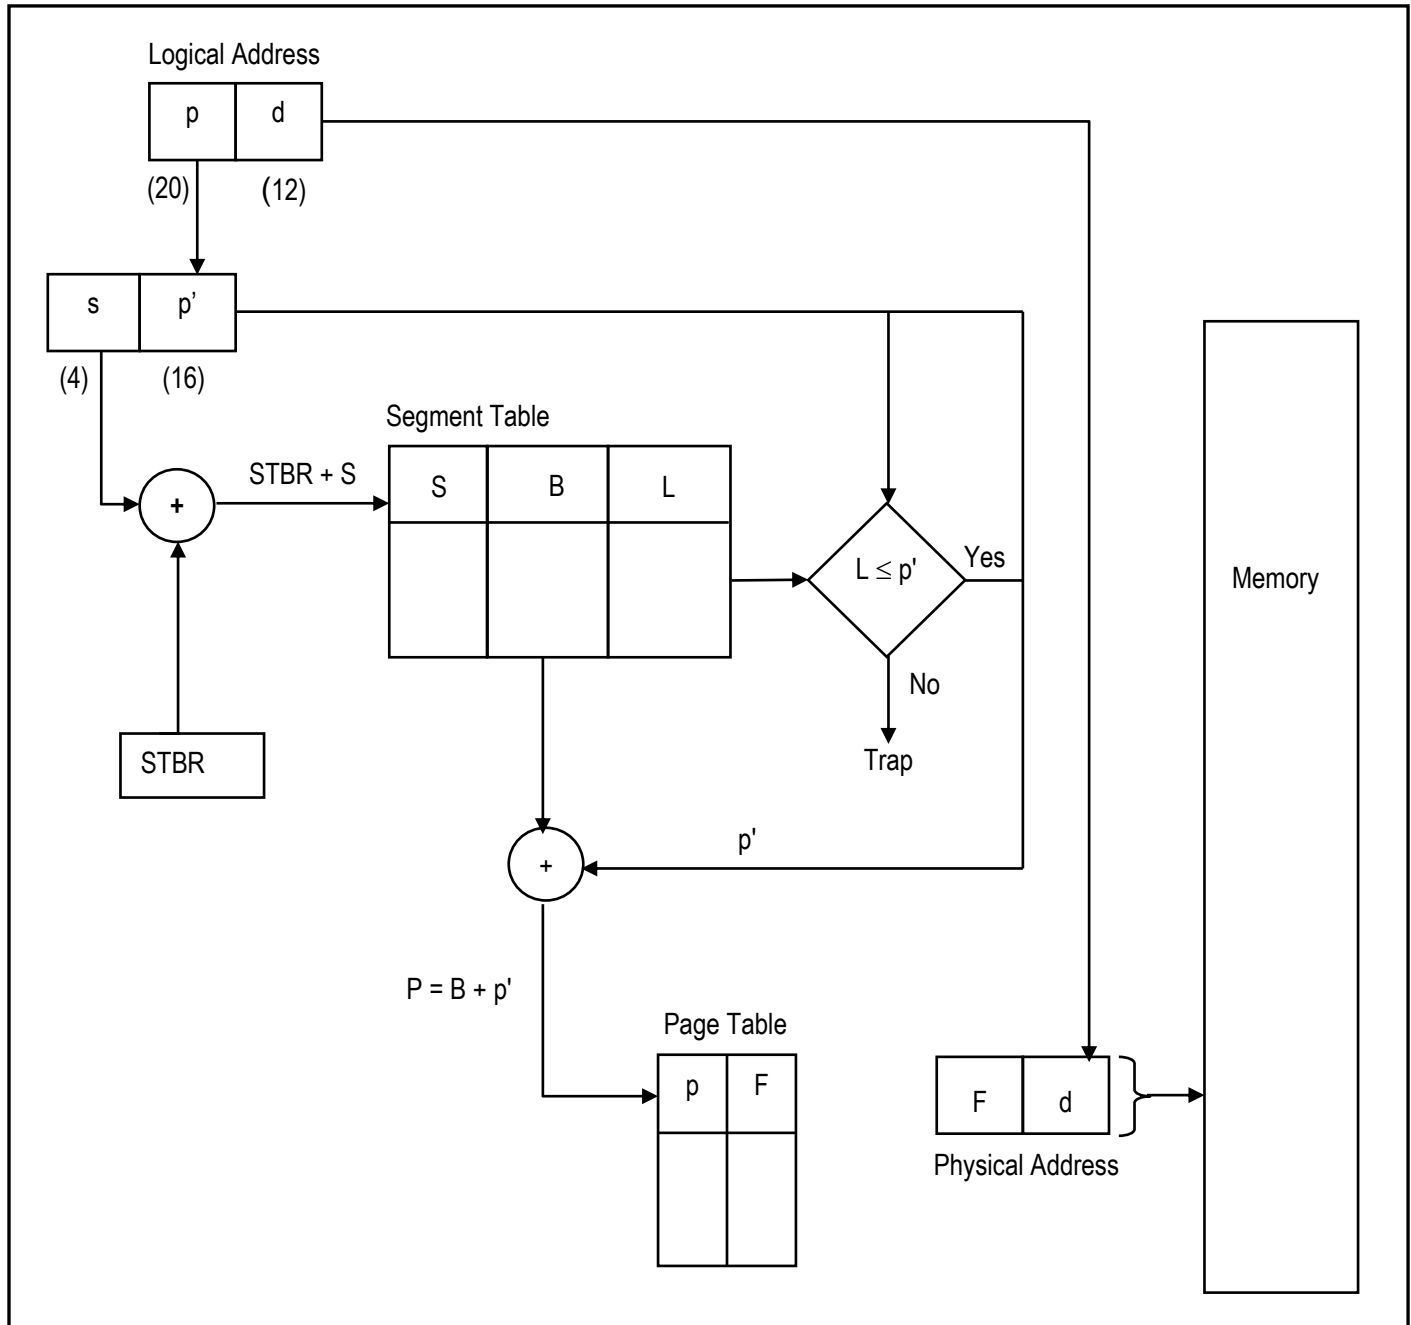 Logical Address
p d
(20) (12)
s p’
(4) (16)
Segment Table
STBR + S
S B L
L ≤ p'
Yes
No
Trap
Memory
STBR
p'
+
+
P = B + p'
Page Table
p F
F d
Physical Address